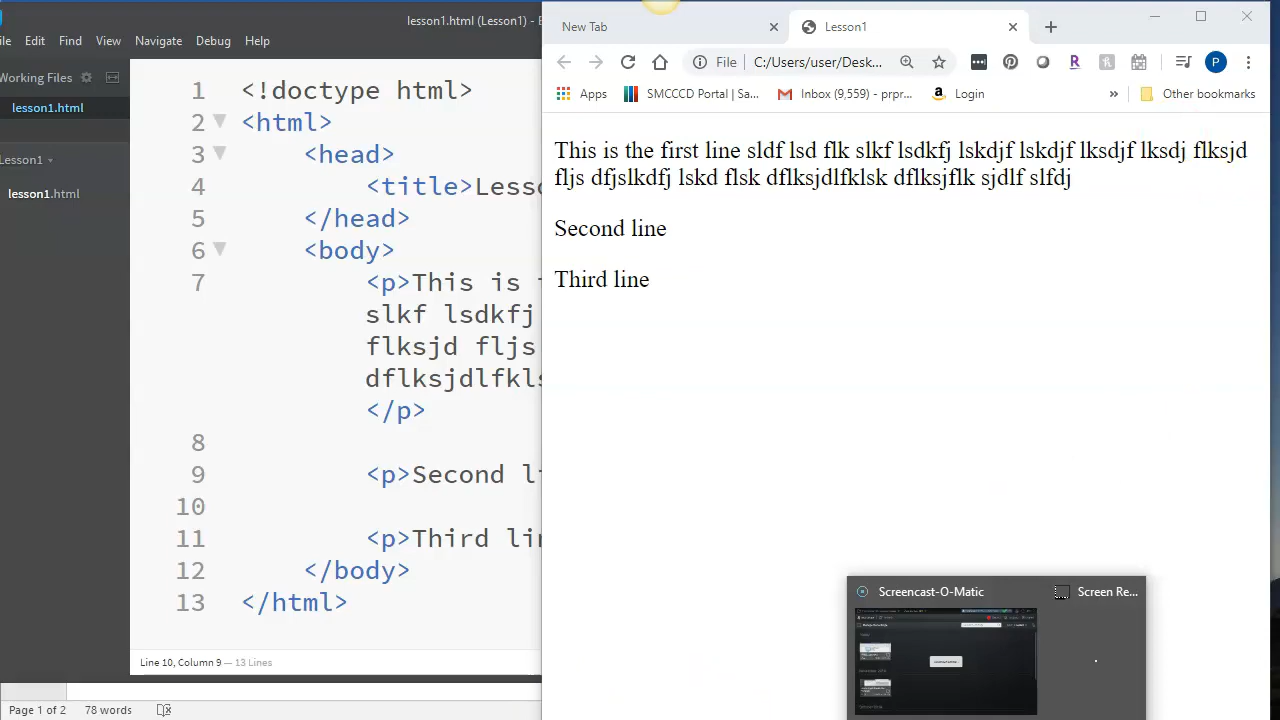 lesson1.html (Lesson1) -
New Tab
Lesson1
Edit Find View Navigate Debug Help
File C:/Users/user/Desk...
P
Working Files
Apps SMCCCD Portal | Sa... Inbox (9,559) - prpr... Login » Other bookmarks
lesson1.html
Lesson1
lesson1.html
1 <!doctype html>
2 <html>
3 <head>
4 <title>Lesso
5 </head>
6 <body>
7 <p>This is
slkf lsdkfj
flksjd fljs
dflksjdlfkls
</p>
8
9 <p>Second
10
11 <p>Third
12 </body>
13 </html>
Line 10, Column 9 — 13 Lines
Page 1 of 2 78 words
This is the first line sldf lsd flk slkf lsdkfj lskdjf lskdjf lksdjf lksdj flksjd
fljs dfjslkdfj lskd flsk dflksjdlfklsk dflksjflk sjdlf slfdj
Second line
Third line
Screencast-O-Matic
Screen Re...